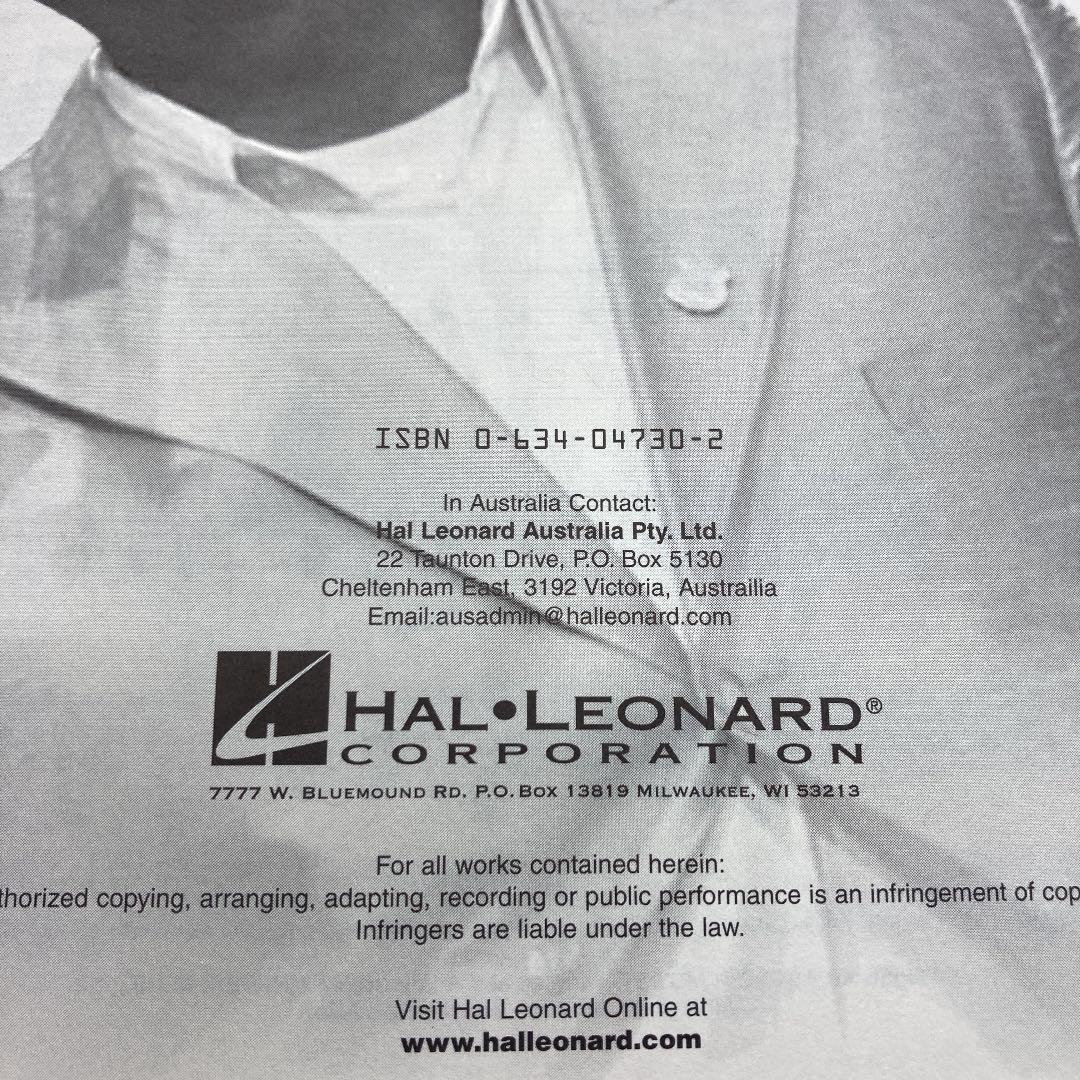 ISBN 0-634-04730-2
In Australia Contact:
Hal Leonard Australia Pty. Ltd.
22 Taunton Drive, P.O. Box 5130
Cheltenham East, 3192 Victoria, Austrailia
Email:ausadmin@halleonard.com
HAL•LEONARD®
CORPORATION
7777 W. BLUEMOUND RD. P.O. BOX 13819 MILWAUKEE, WI 53213
For all works contained herein:
thorized copying, arranging, adapting, recording or public performance is an infringement of cop
Infringers are liable under the law.
Visit Hal Leonard Online at
www.halleonard.com